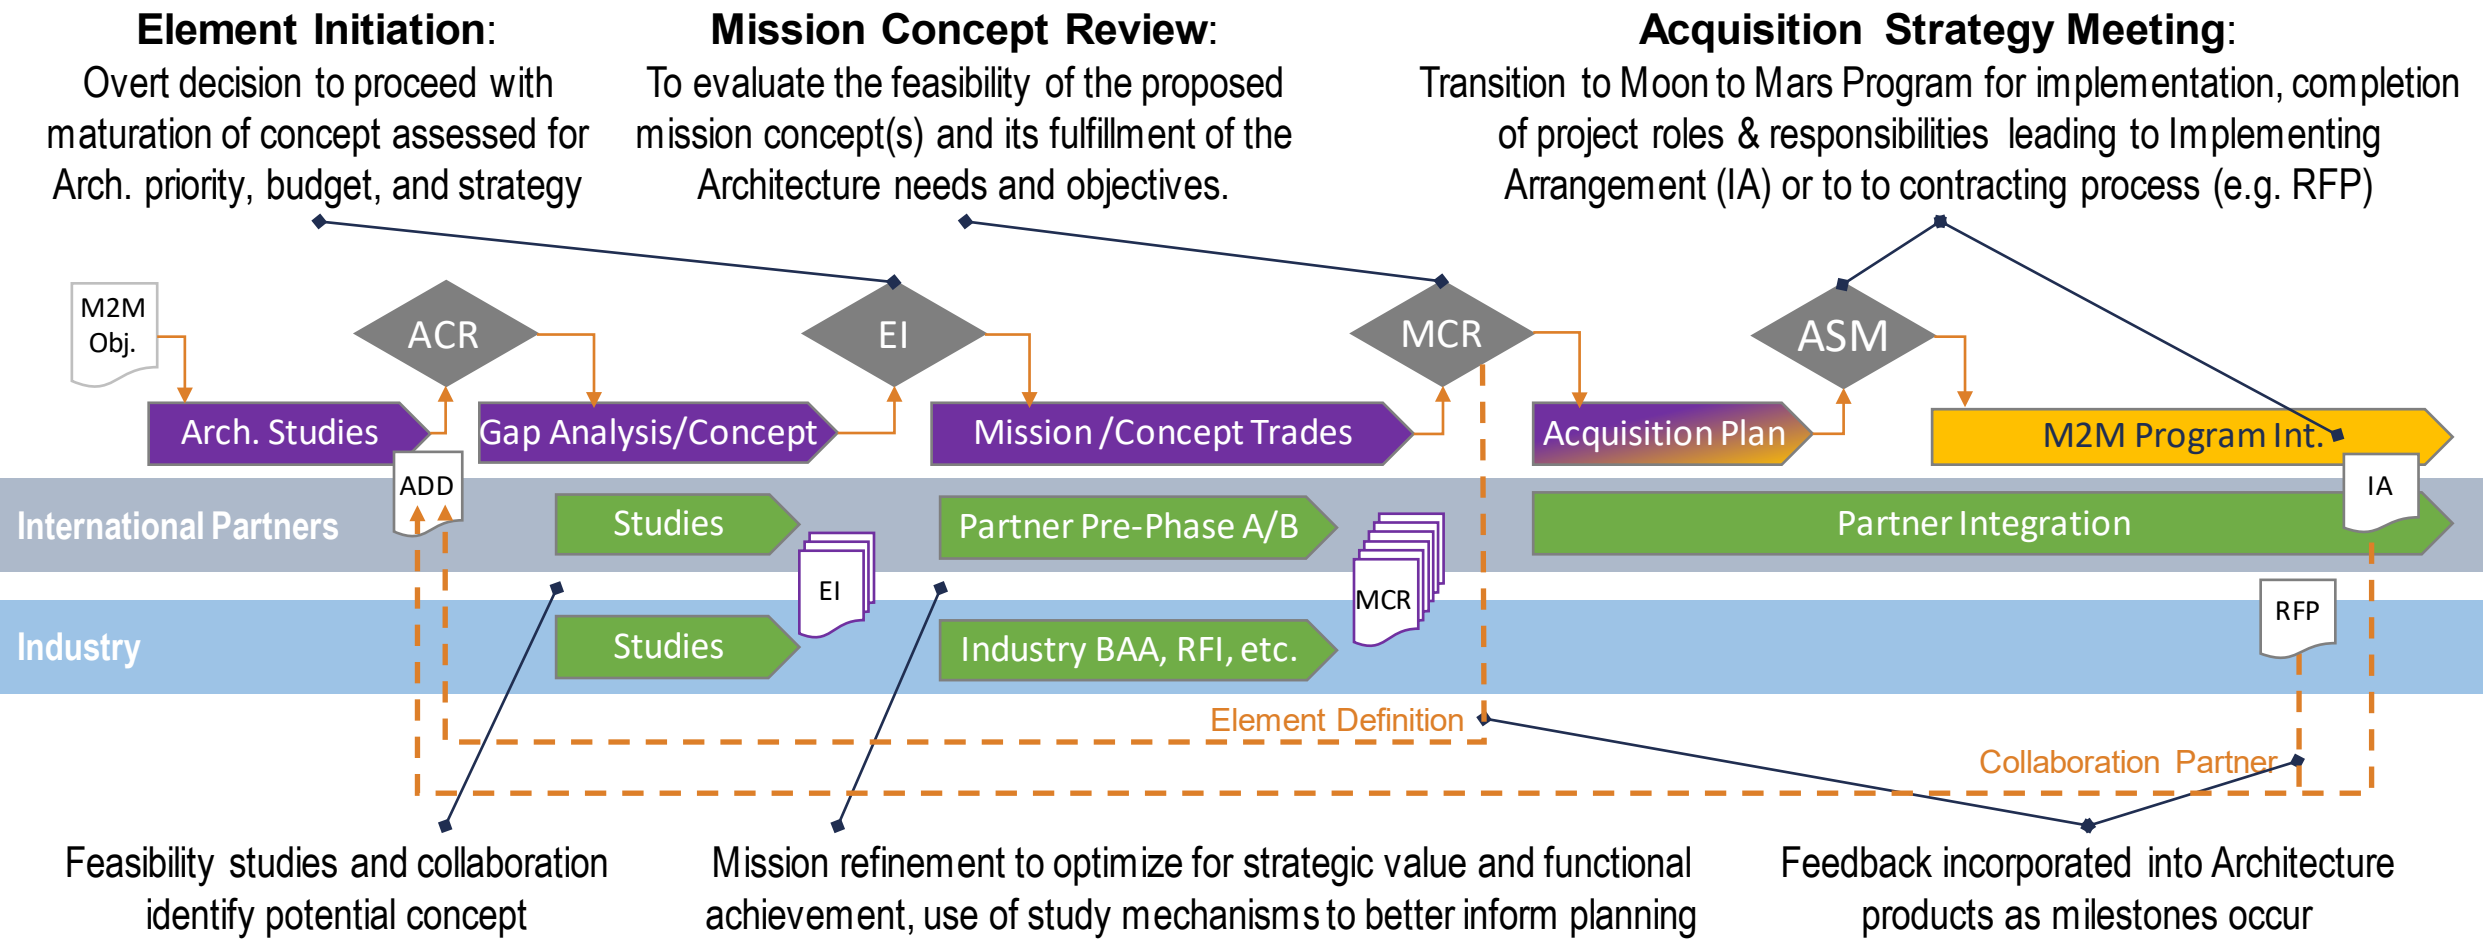 Element Initiation:
Overt decision to proceed with
maturation of concept assessed for
Arch. priority, budget, and strategy
Mission Concept Review:
To evaluate the feasibility of the proposed
mission concept(s) and its fulfillment of the
Architecture needs and objectives.
Acquisition Strategy Meeting:
Transition to Moon to Mars Program for implementation, completion
of project roles & responsibilities leading to Implementing
Arrangement (IA) or to to contracting process (e.g. RFP)
M2M
Obj.
ACR
EI
MCR
ASM
Arch. Studies
Gap Analysis/Concept
Mission /Concept Trades
Acquisition Plan
M2M Program Int.
ADD
IA
International Partners
Studies
Partner Pre-Phase A/B
Partner Integration
EI
MCR
RFP
Industry
Studies
Industry BAA, RFI, etc.
Element Definition
Collaboration Partner
Feasibility studies and collaboration
identify potential concept
Mission refinement to optimize for strategic value and functional
achievement, use of study mechanisms to better inform planning
Feedback incorporated into Architecture
products as milestones occur